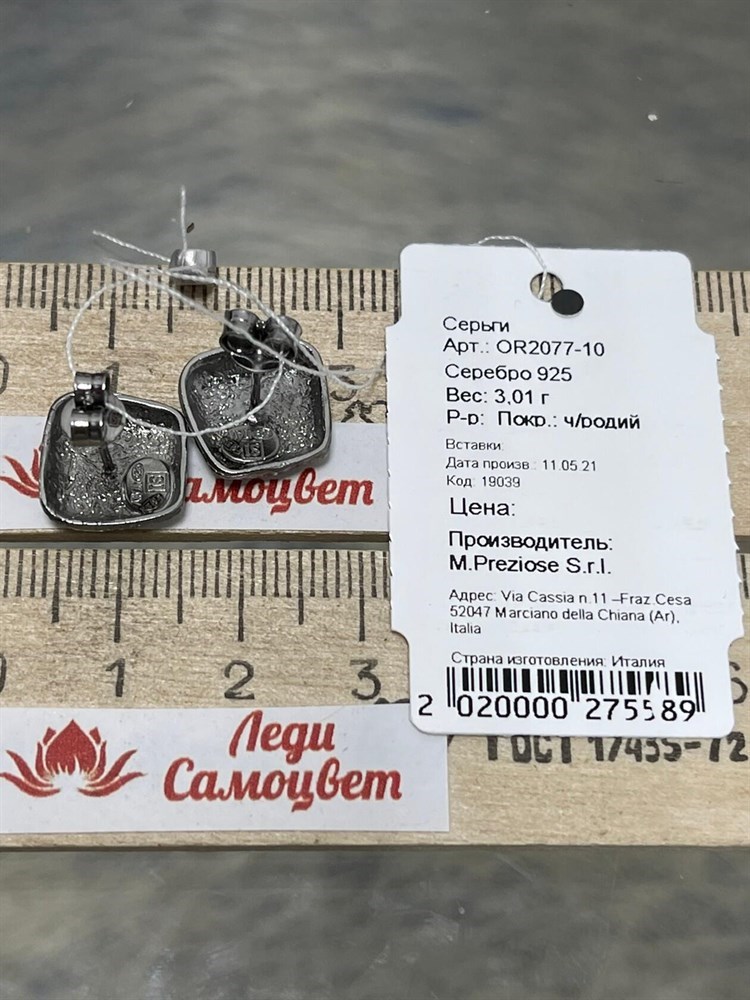 Серьги
Арт.: OR2077-10
Серебро 925
Вес: 3,01 г
Р-р: Покр.: ч/родий
Вставки:
Дата произв.: 11.05.21
Код: 19039
Цена:
Производитель:
M.Preziose S.r.l.
Адрес: Via Cassia n.11 –Fraz.Cesa
52047 Marciano della Chiana (Ar),
Italia
Страна изготовления: Италия
2 020000 275589
амоцвет
1 2 3
ГОСТ 17435-72
Леди
Самоцвет